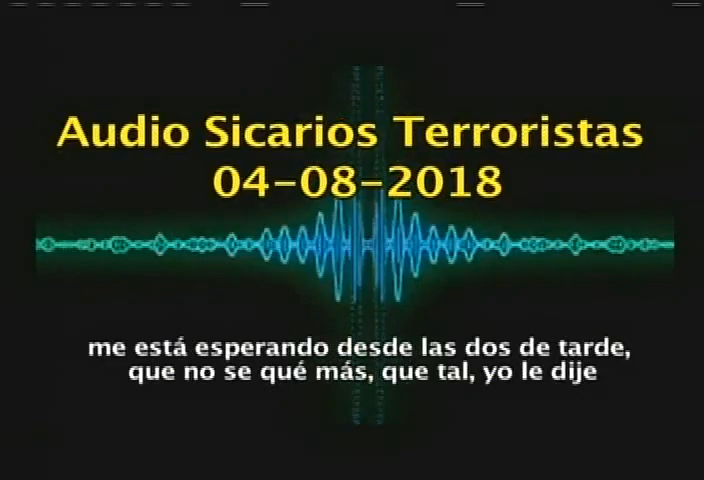 Audio Sicarios Terroristas
04-08-2018
me está esperando desde las dos de tarde,
que no se qué más, que tal, yo le dije